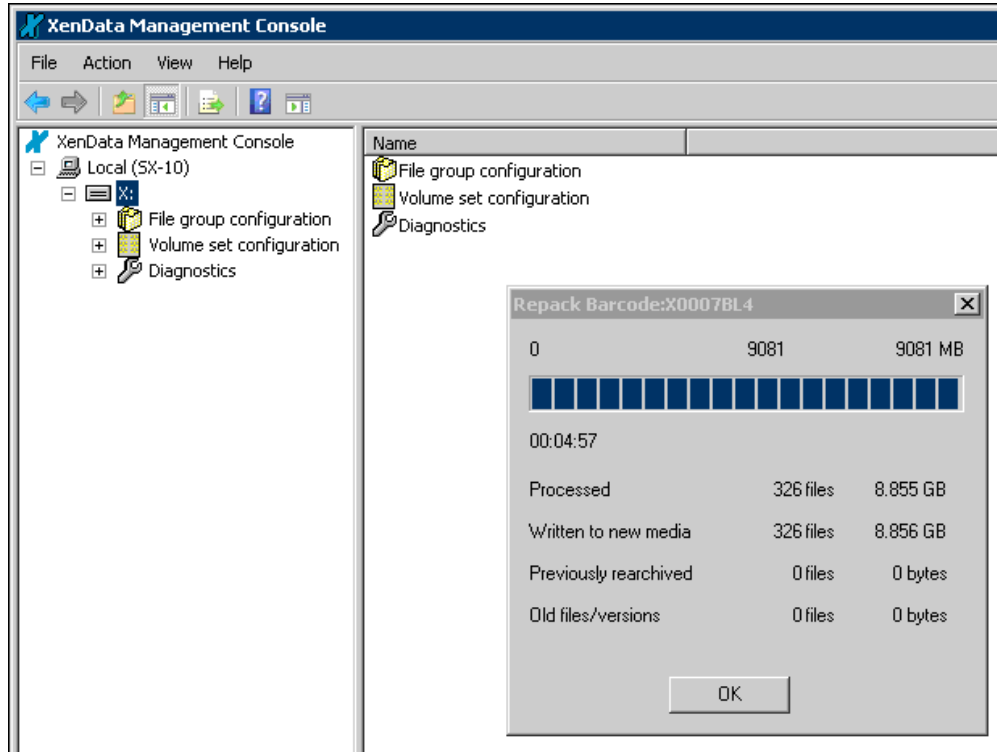 XenData Management Console
File Action View Help
XenData Management Console
Local (SX-10)
X:
File group configuration
Volume set configuration
Diagnostics
Name
File group configuration
Volume set configuration
Diagnostics
Repack Barcode:X0007BL4
0 9081 9081 MB
00:04:57
Processed 326 files 8.855 GB
Written to new media 326 files 8.856 GB
Previously rearchived 0 files 0 bytes
Old files/versions 0 files 0 bytes
OK